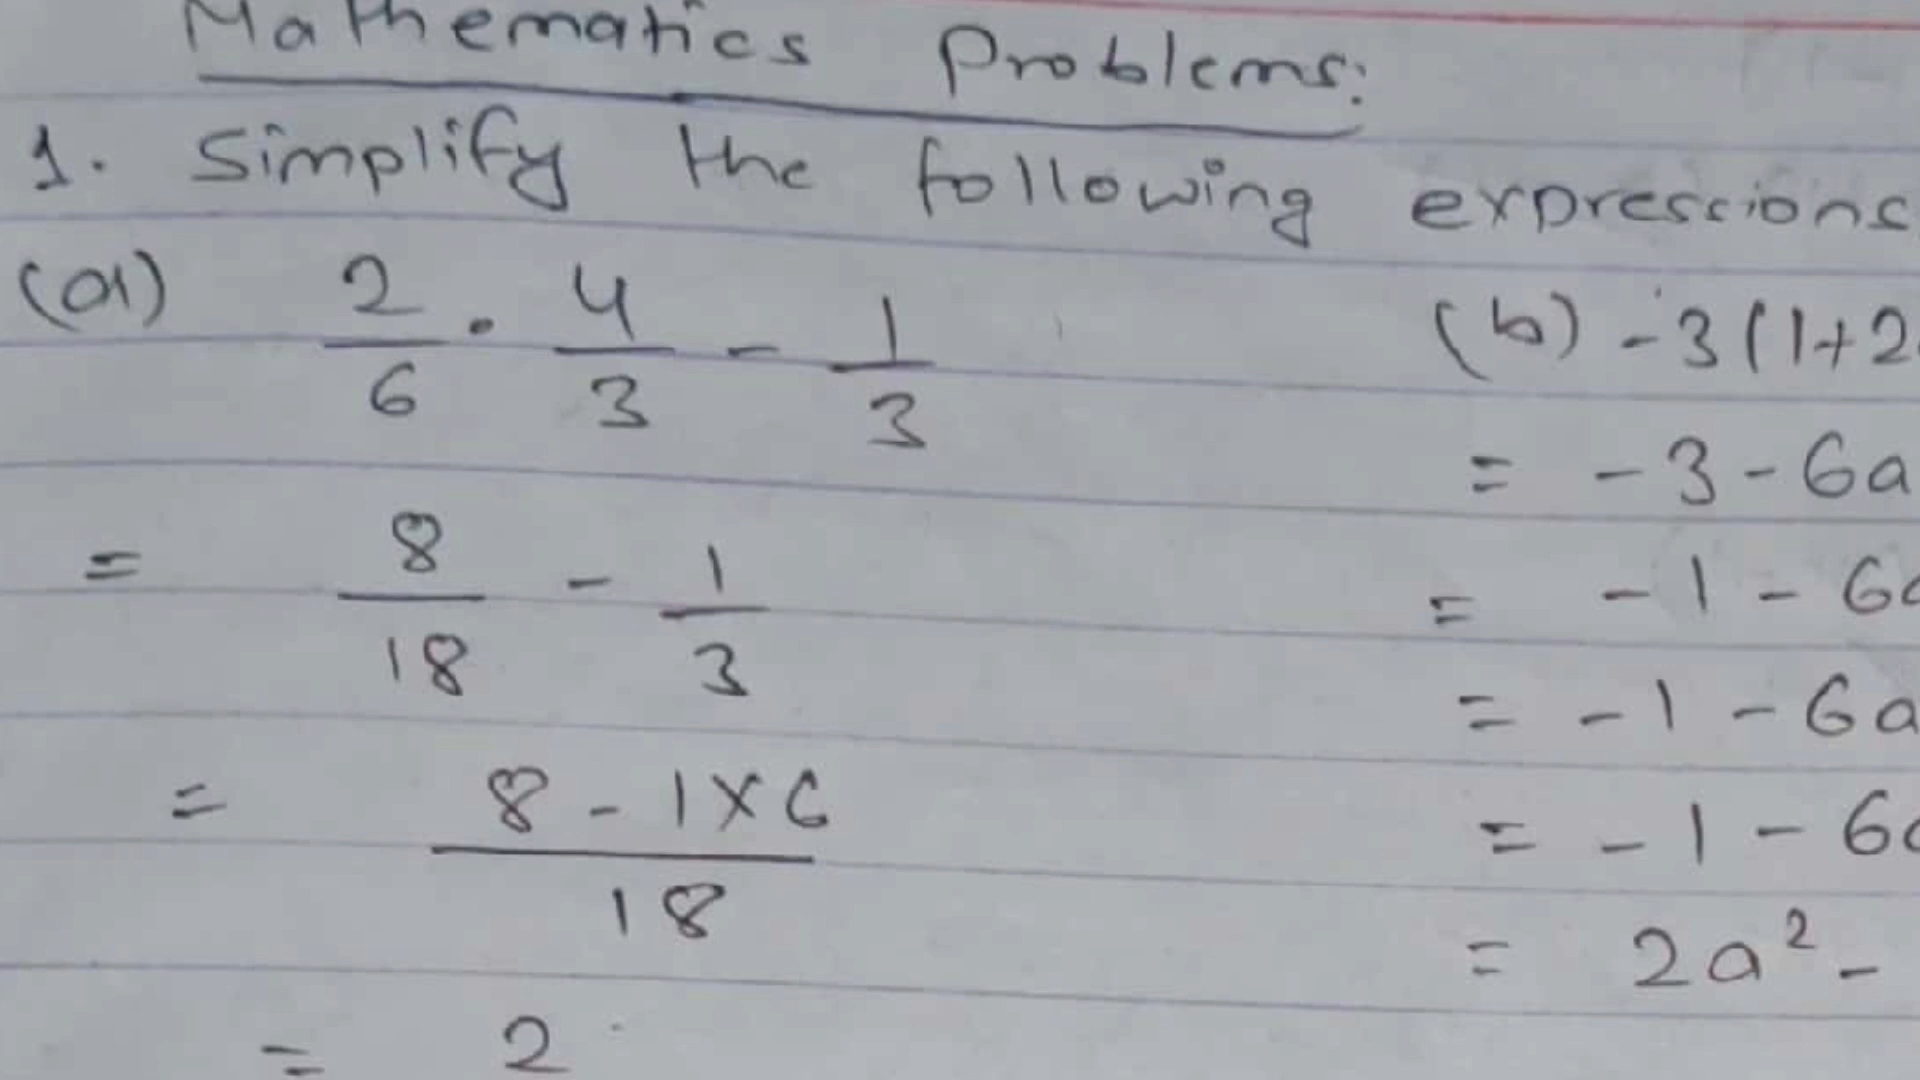 Mathematics Problems:
1. Simplify the following expressions
(a) 2/6 . 4/3 - 1/3
= 8/18 - 1/3
= 8 - 1×6 / 18
= 2
(b) -3(1+2
= -3-6a
= -1-6
= -1-6a
= -1-6
= 2a² -